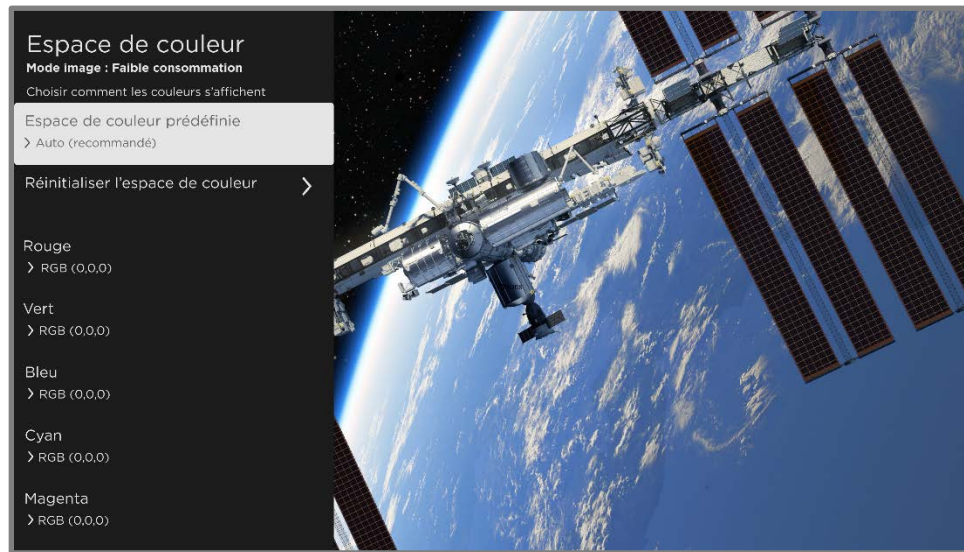 Espace de couleur
Mode image : Faible consommation
Choisir comment les couleurs s'affichent
Espace de couleur prédéfinie
> Auto (recommandé)
Réinitialiser l'espace de couleur >
Rouge
> RGB (0,0,0)
Vert
> RGB (0,0,0)
Bleu
> RGB (0,0,0)
Cyan
> RGB (0,0,0)
Magenta
> RGB (0,0,0)